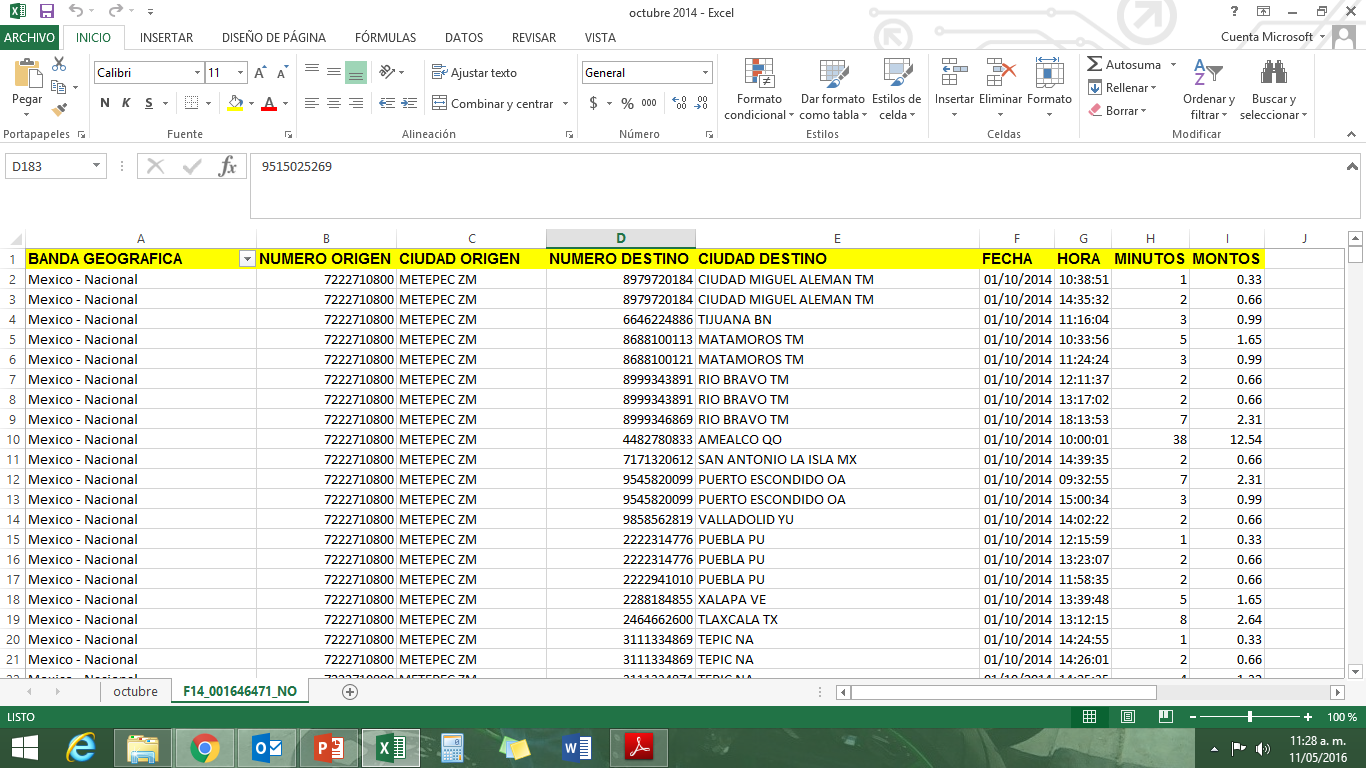 octubre 2014 - Excel
ARCHIVO INICIO INSERTAR DISEÑO DE PÁGINA FÓRMULAS DATOS REVISAR VISTA Cuenta Microsoft
Pegar
Calibri 11
N K S A
Ajustar texto
Combinar y centrar
General
$ % 000
Formato condicional
Dar formato como tabla
Estilos de celda
Insertar Eliminar Formato
Autosuma
Rellenar
Borrar
Ordenar y filtrar
Buscar y seleccionar
Portapapeles Fuente Alineación Número Estilos Celdas Modificar
D183 fx 9515025269
A B C D E F G H I J
1 BANDA GEOGRAFICA NUMERO ORIGEN CIUDAD ORIGEN NUMERO DESTINO CIUDAD DESTINO FECHA HORA MINUTOS MONTOS
2 Mexico - Nacional 7222710800 METEPEC ZM 8979720184 CIUDAD MIGUEL ALEMAN TM 01/10/2014 10:38:51 1 0.33
3 Mexico - Nacional 7222710800 METEPEC ZM 8979720184 CIUDAD MIGUEL ALEMAN TM 01/10/2014 14:35:32 2 0.66
4 Mexico - Nacional 7222710800 METEPEC ZM 6646224886 TIJUANA BN 01/10/2014 11:16:04 3 0.99
5 Mexico - Nacional 7222710800 METEPEC ZM 8688100113 MATAMOROS TM 01/10/2014 10:33:56 5 1.65
6 Mexico - Nacional 7222710800 METEPEC ZM 8688100121 MATAMOROS TM 01/10/2014 11:24:24 3 0.99
7 Mexico - Nacional 7222710800 METEPEC ZM 8999343891 RIO BRAVO TM 01/10/2014 12:11:37 2 0.66
8 Mexico - Nacional 7222710800 METEPEC ZM 8999343891 RIO BRAVO TM 01/10/2014 13:17:02 2 0.66
9 Mexico - Nacional 7222710800 METEPEC ZM 8999346869 RIO BRAVO TM 01/10/2014 18:13:53 7 2.31
10 Mexico - Nacional 7222710800 METEPEC ZM 4482780833 AMEALCO QO 01/10/2014 10:00:01 38 12.54
11 Mexico - Nacional 7222710800 METEPEC ZM 7171320612 SAN ANTONIO LA ISLA MX 01/10/2014 14:39:35 2 0.66
12 Mexico - Nacional 7222710800 METEPEC ZM 9545820099 PUERTO ESCONDIDO OA 01/10/2014 09:32:55 7 2.31
13 Mexico - Nacional 7222710800 METEPEC ZM 9545820099 PUERTO ESCONDIDO OA 01/10/2014 15:00:34 3 0.99
14 Mexico - Nacional 7222710800 METEPEC ZM 9858562819 VALLADOLID YU 01/10/2014 14:02:22 2 0.66
15 Mexico - Nacional 7222710800 METEPEC ZM 2222314776 PUEBLA PU 01/10/2014 12:15:59 1 0.33
16 Mexico - Nacional 7222710800 METEPEC ZM 2222314776 PUEBLA PU 01/10/2014 13:23:07 2 0.66
17 Mexico - Nacional 7222710800 METEPEC ZM 2222941010 PUEBLA PU 01/10/2014 11:58:35 2 0.66
18 Mexico - Nacional 7222710800 METEPEC ZM 2288184855 XALAPA VE 01/10/2014 13:39:48 5 1.65
19 Mexico - Nacional 7222710800 METEPEC ZM 2464662600 TLAXCALA TX 01/10/2014 13:12:15 8 2.64
20 Mexico - Nacional 7222710800 METEPEC ZM 3111334869 TEPIC NA 01/10/2014 14:24:55 1 0.33
21 Mexico - Nacional 7222710800 METEPEC ZM 3111334869 TEPIC NA 01/10/2014 14:26:01 2 0.66
octubre F14_001646471_NO
LISTO 100 %
11:28 a. m.
11/05/2016